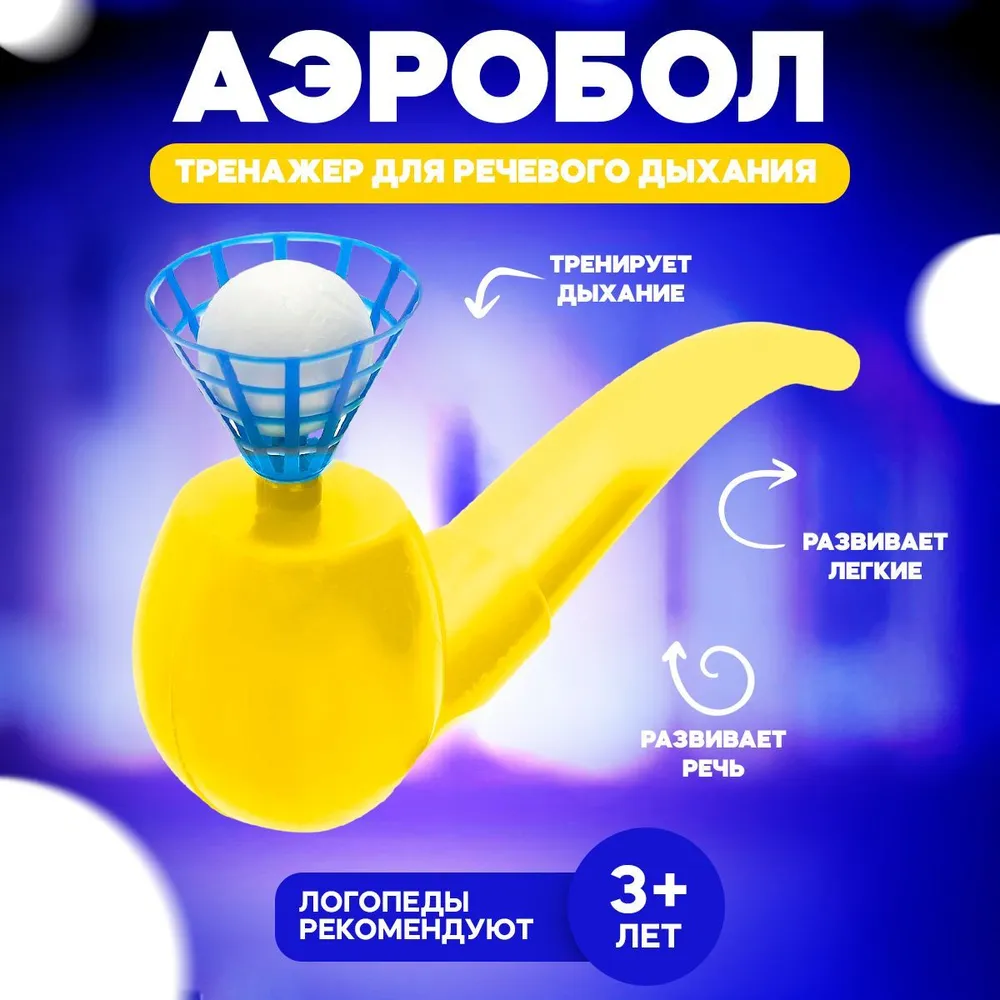 АЭРОБОЛ
ТРЕНАЖЕР ДЛЯ РЕЧЕВОГО ДЫХАНИЯ
ТРЕНИРУЕТ
ДЫХАНИЕ
РАЗВИВАЕТ
ЛЕГКИЕ
РАЗВИВАЕТ
РЕЧЬ
ЛОГОПЕДЫ
РЕКОМЕНДУЮТ
3+
ЛЕТ